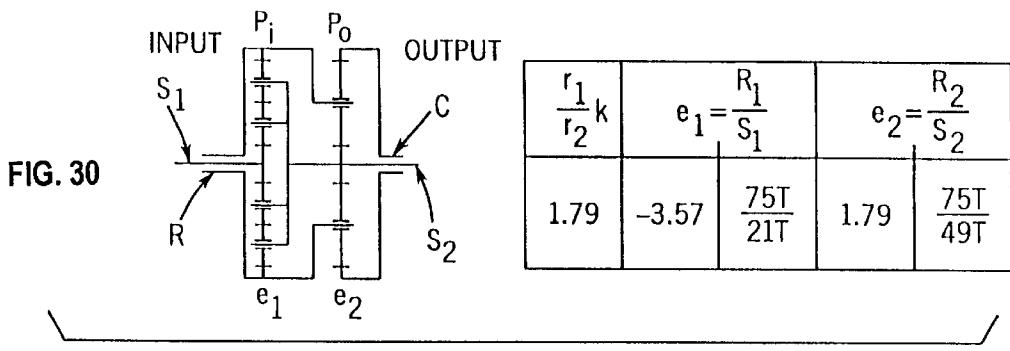 P_i P_o
INPUT OUTPUT
S_1
C
FIG. 30
R
S_2
e_1 e_2
r_1/r_2 k e_1 = R_1/S_1 e_2 = R_2/S_2
1.79 –3.57 75T/21T 1.79 75T/49T